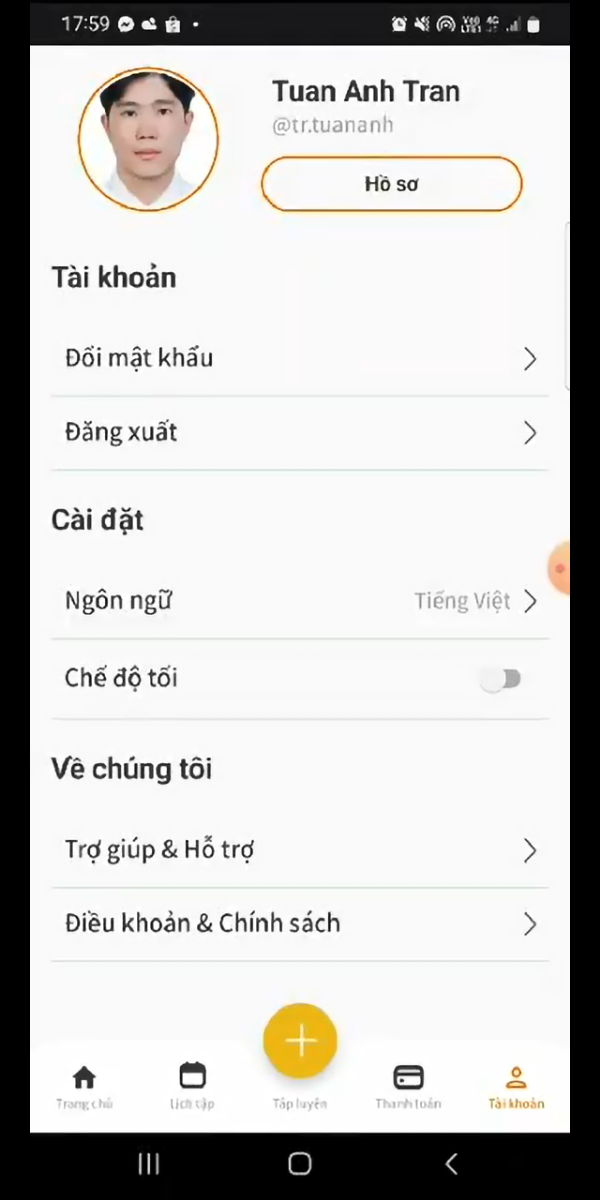 17:59
Tuan Anh Tran
@tr.tuananh
Hồ sơ
Tài khoản
Đổi mật khẩu
Đăng xuất
Cài đặt
Ngôn ngữ
Tiếng Việt
Chế độ tối
Về chúng tôi
Trợ giúp & Hỗ trợ
Điều khoản & Chính sách
Trang chủ
Lịch tập
Tập luyện
Thanh toán
Tài khoản